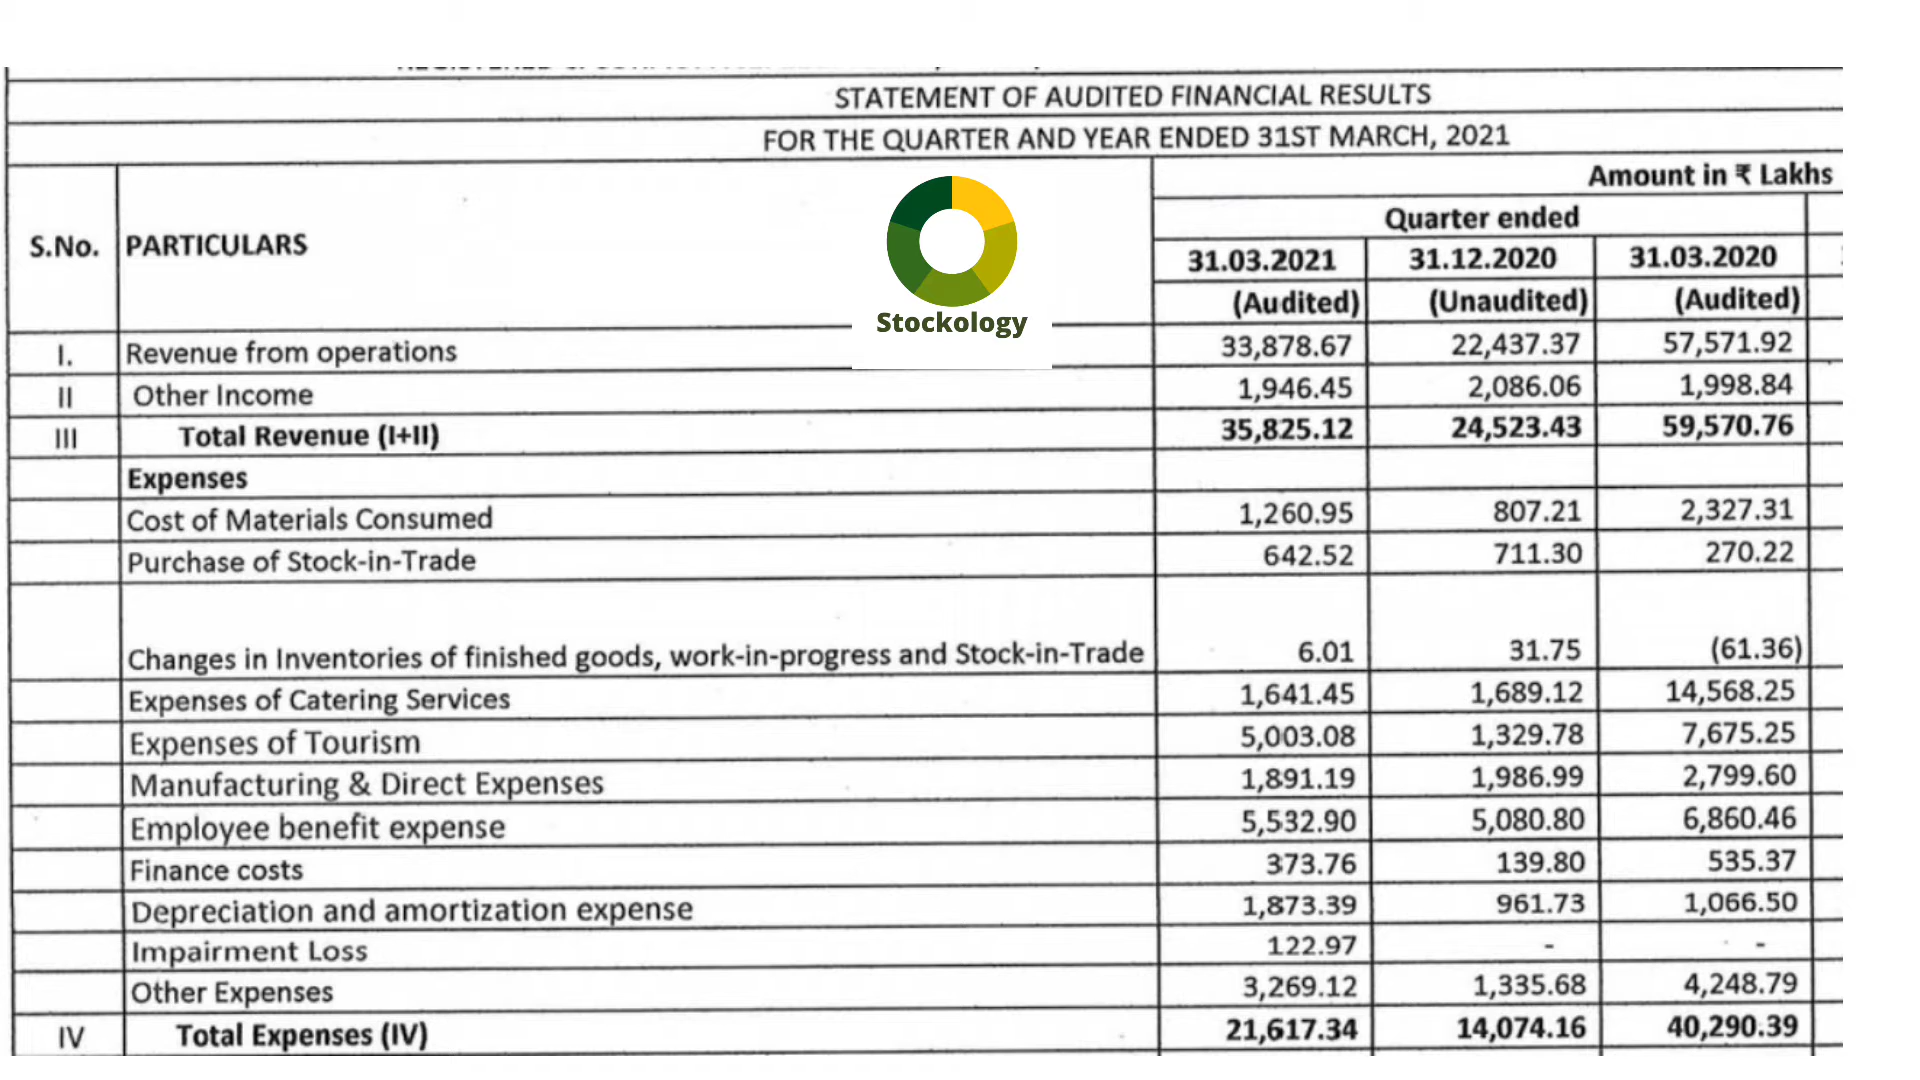 STATEMENT OF AUDITED FINANCIAL RESULTS
FOR THE QUARTER AND YEAR ENDED 31ST MARCH, 2021
Amount in ₹ Lakhs
Quarter ended
S.No. PARTICULARS 31.03.2021 31.12.2020 31.03.2020
(Audited) (Unaudited) (Audited)
Stockology
I. Revenue from operations 33,878.67 22,437.37 57,571.92
II Other Income 1,946.45 2,086.06 1,998.84
III Total Revenue (I+II) 35,825.12 24,523.43 59,570.76
Expenses
Cost of Materials Consumed 1,260.95 807.21 2,327.31
Purchase of Stock-in-Trade 642.52 711.30 270.22
Changes in Inventories of finished goods, work-in-progress and Stock-in-Trade 6.01 31.75 (61.36)
Expenses of Catering Services 1,641.45 1,689.12 14,568.25
Expenses of Tourism 5,003.08 1,329.78 7,675.25
Manufacturing & Direct Expenses 1,891.19 1,986.99 2,799.60
Employee benefit expense 5,532.90 5,080.80 6,860.46
Finance costs 373.76 139.80 535.37
Depreciation and amortization expense 1,873.39 961.73 1,066.50
Impairment Loss 122.97 - -
Other Expenses 3,269.12 1,335.68 4,248.79
IV Total Expenses (IV) 21,617.34 14,074.16 40,290.39